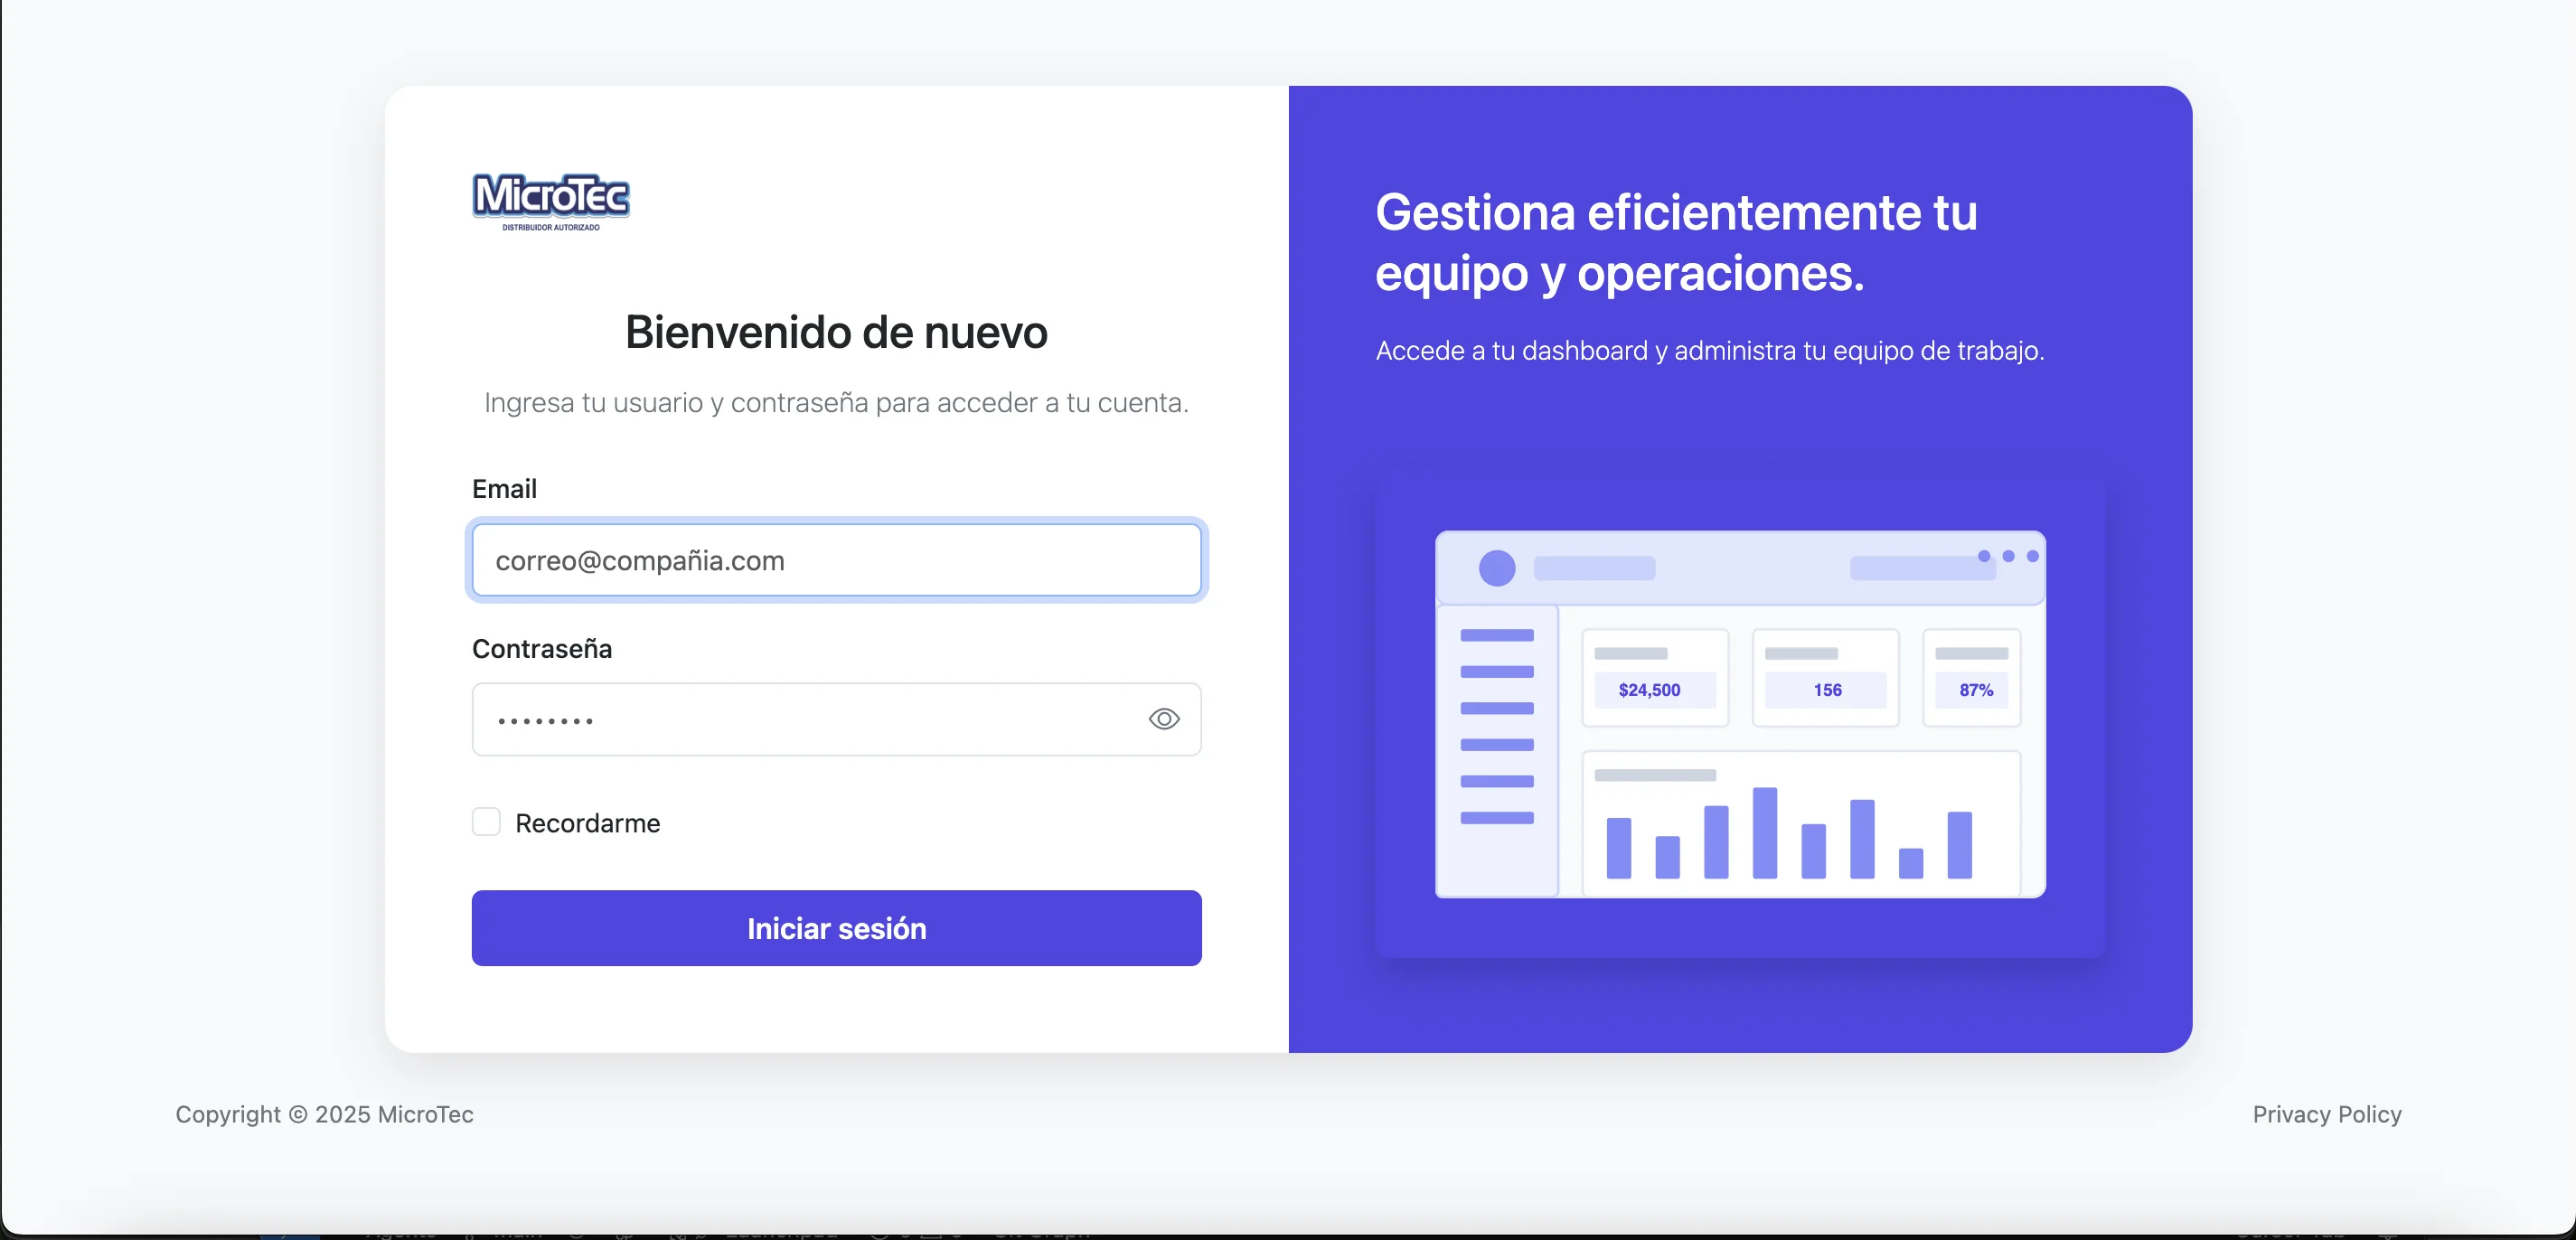 MicroTec
DISTRIBUIDOR AUTORIZADO
Bienvenido de nuevo
Ingresa tu usuario y contraseña para acceder a tu cuenta.
Email
correo@compañia.com
Contraseña
••••••••
Recordarme
Iniciar sesión
Gestiona eficientemente tu
equipo y operaciones.
Accede a tu dashboard y administra tu equipo de trabajo.
$24,500
156
87%
Copyright © 2025 MicroTec
Privacy Policy